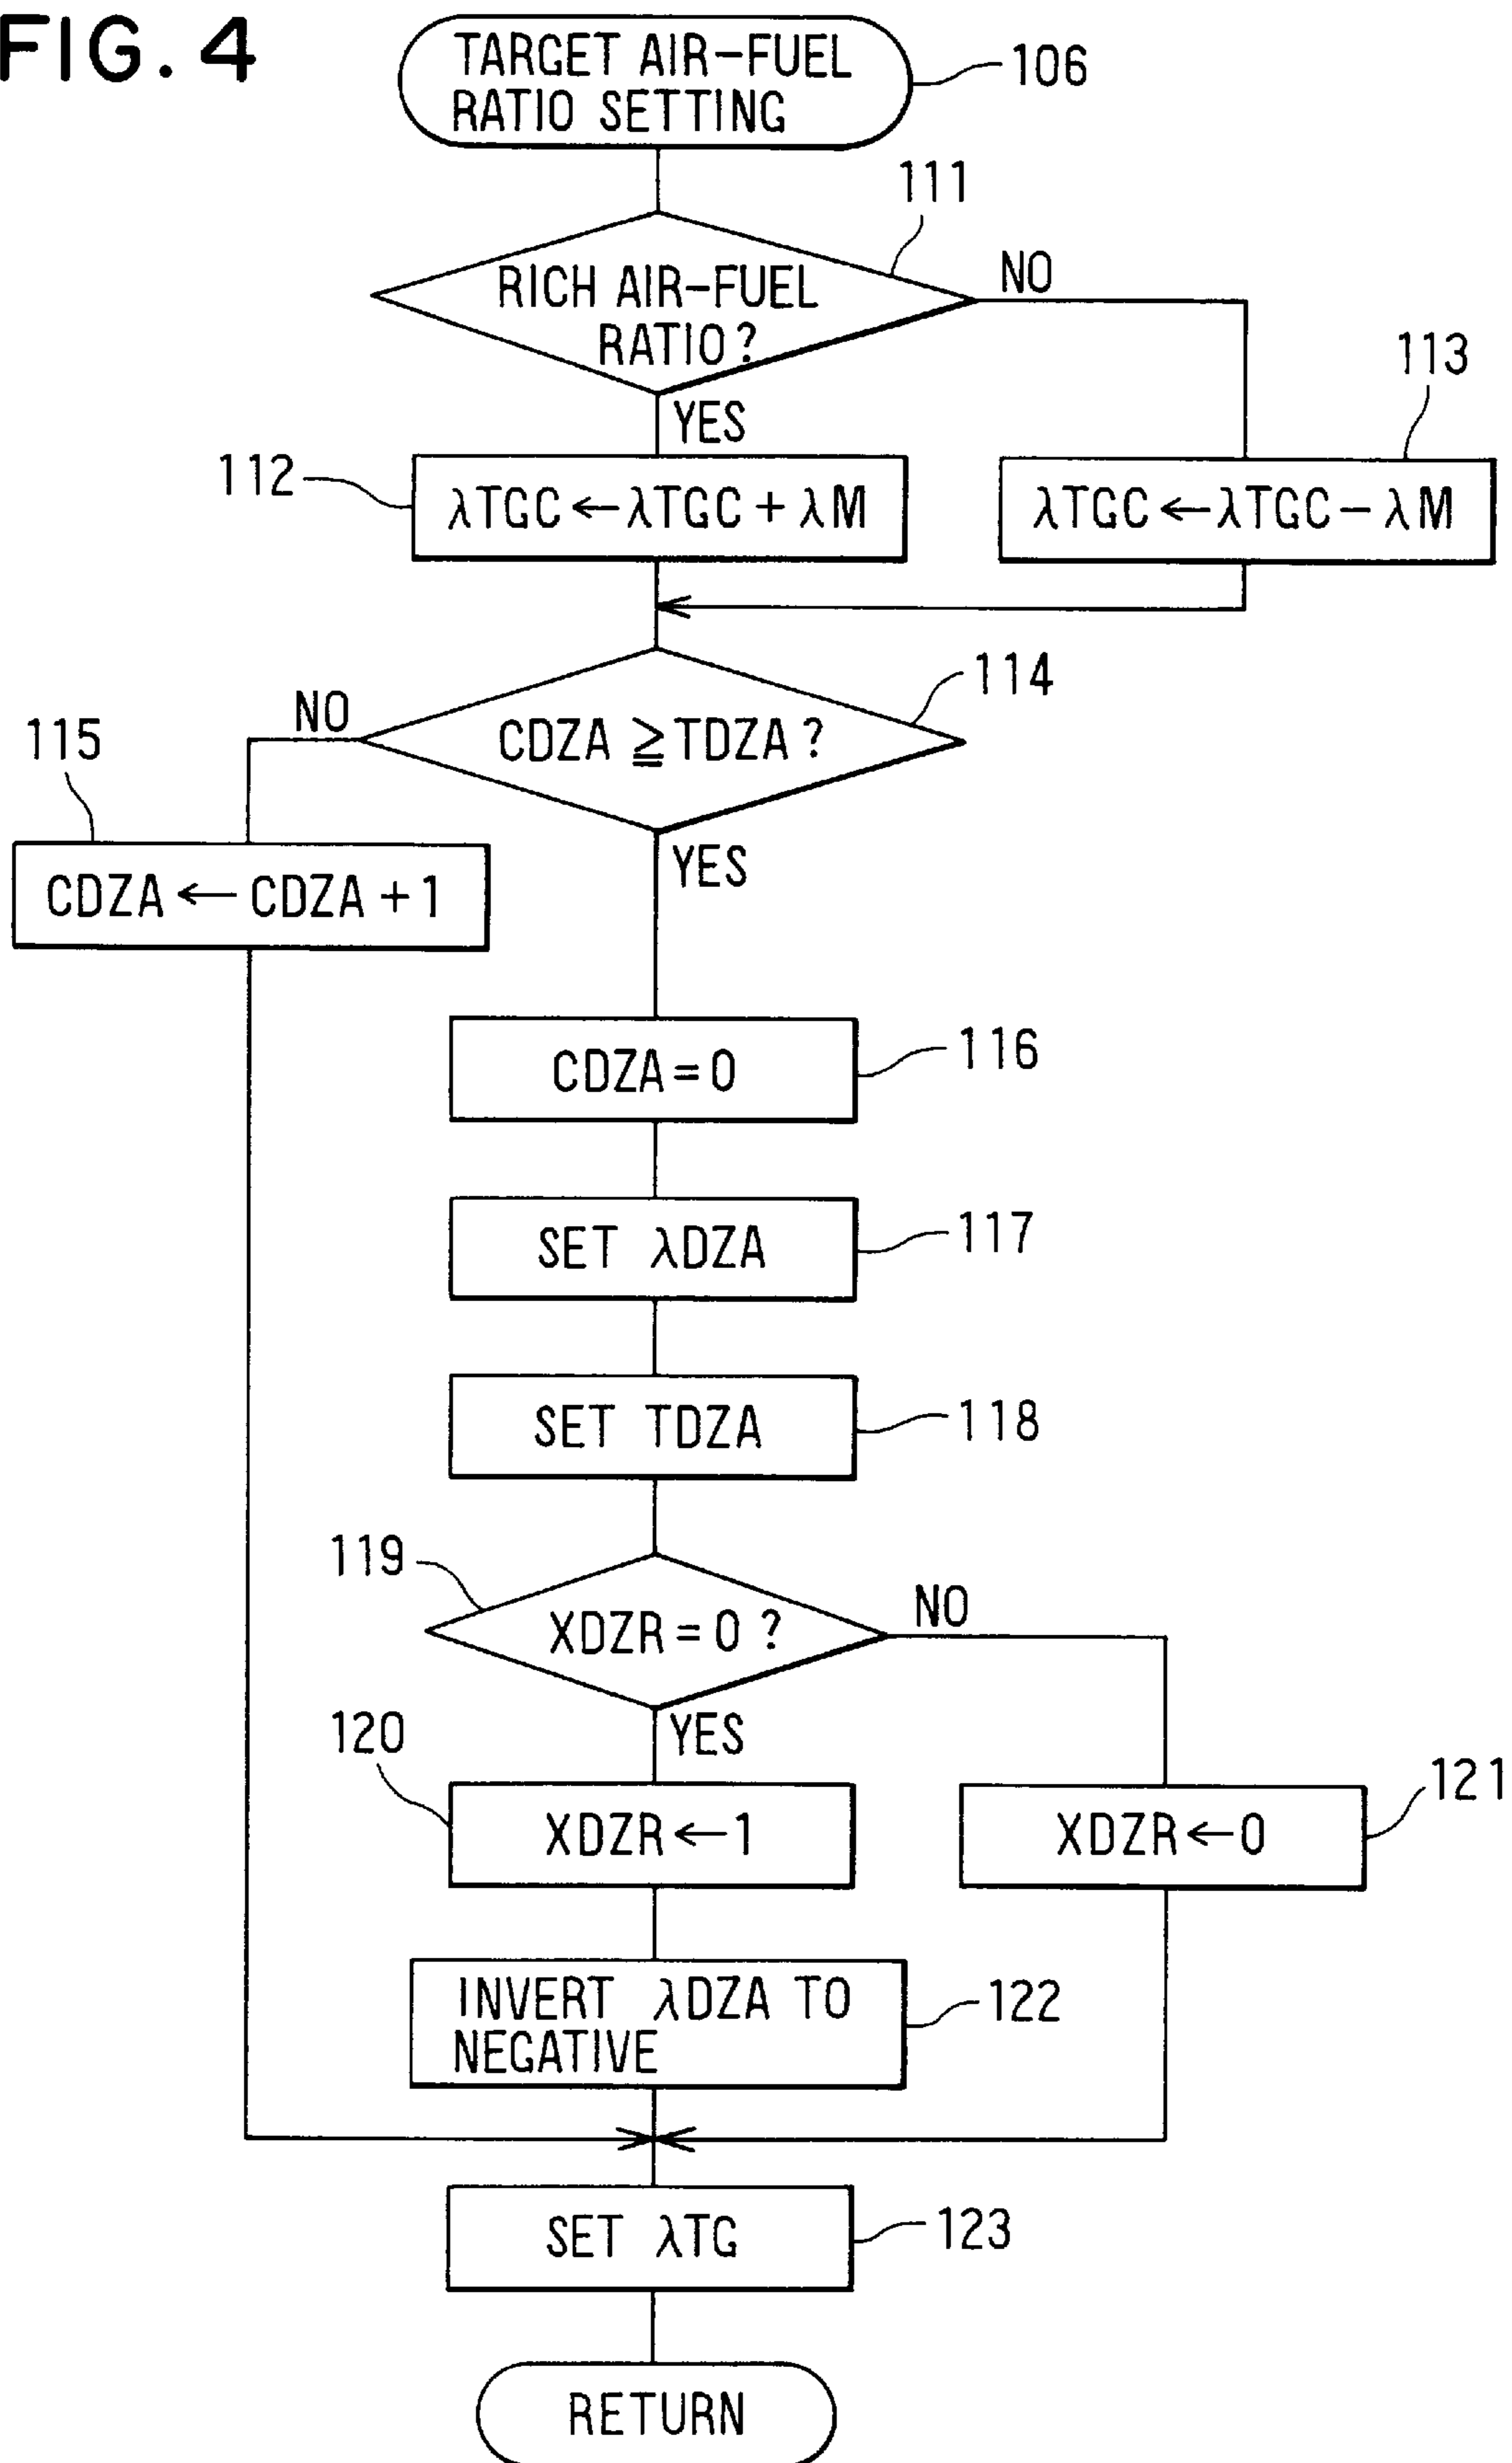 FIG. 4
TARGET AIR-FUEL
RATIO SETTING
106
111
RICH AIR-FUEL
RATIO?
NO
YES
113
112
λTGC←λTGC+λM
λTGC←λTGC-λM
114
NO
CDZA≧TDZA?
115
YES
CDZA←CDZA+1
CDZA=0
116
SET λDZA
117
SET TDZA
118
119
XDZR=0?
NO
YES
120
XDZR←1
121
XDZR←0
INVERT λDZA TO
NEGATIVE
122
SET λTG
123
RETURN